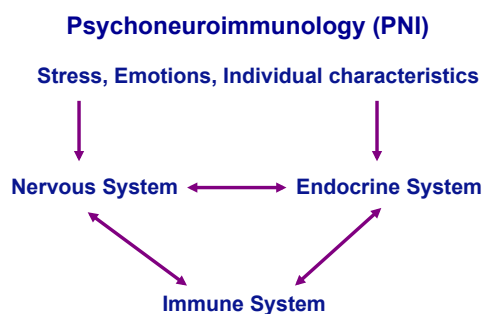 Psychoneuroimmunology (PNI)
Stress, Emotions, Individual characteristics
Nervous System
Endocrine System
Immune System